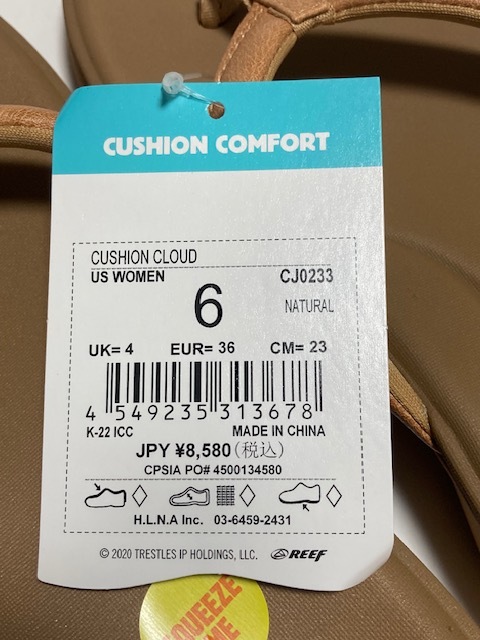 CUSHION COMFORT
CUSHION CLOUD
US WOMEN CJ0233
6 NATURAL
UK= 4 EUR= 36 CM= 23
4 549235 313678
K-22 ICC MADE IN CHINA
JPY ¥8,580(税込)
CPSIA PO# 4500134580
H.L.N.A Inc. 03-6459-2431
© 2020 TRESTLES IP HOLDINGS, LLC. REEF
SQUEEZE
ME